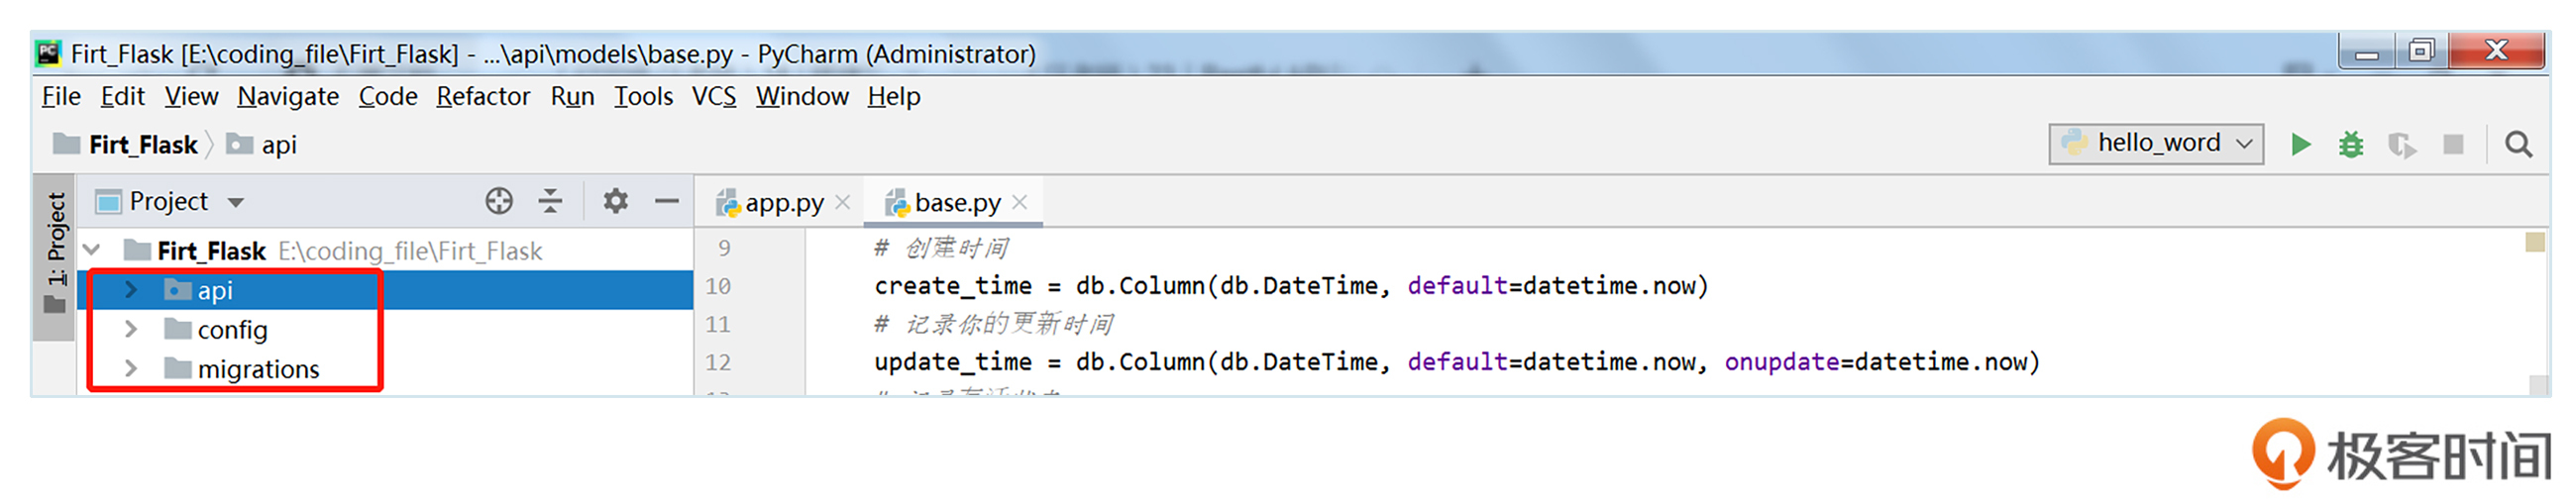 Firt_Flask [E:\coding_file\Firt_Flask] - ...\api\models\base.py - PyCharm (Administrator)
File Edit View Navigate Code Refactor Run Tools VCS Window Help
Firt_Flask api
hello_word
1: Project
Project
app.py base.py
Firt_Flask E:\coding_file\Firt_Flask
api
config
migrations
9 # 创建时间
10 create_time = db.Column(db.DateTime, default=datetime.now)
11 # 记录你的更新时间
12 update_time = db.Column(db.DateTime, default=datetime.now, onupdate=datetime.now)
极客时间